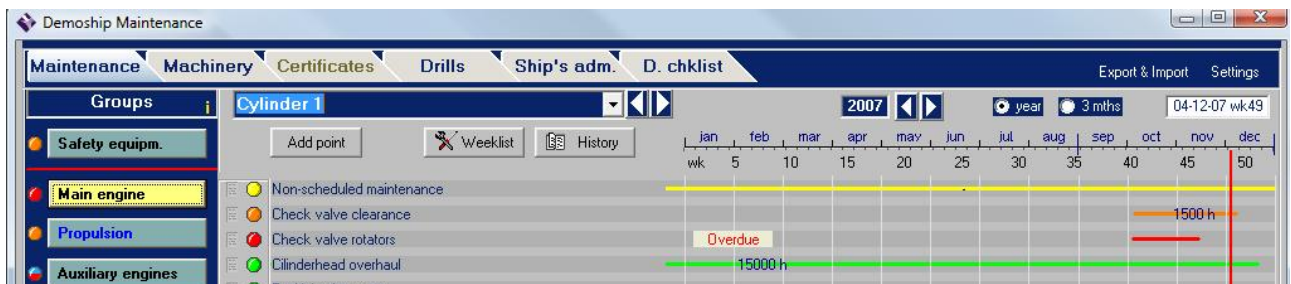 Demoship Maintenance
Maintenance Machinery Certificates Drills Ship's adm. D. chklist Export & Import Settings
Groups i Cylinder 1 2007 year 3 mths 04-12-07 wk49
Safety equipm. Add point Weeklist History jan feb mar apr may jun jul aug sep oct nov dec
wk 5 10 15 20 25 30 35 40 45 50
Main engine Non-scheduled maintenance
Check valve clearance 1500 h
Propulsion Check valve rotators Overdue
Auxiliary engines Cilinderhead overhaul 15000 h